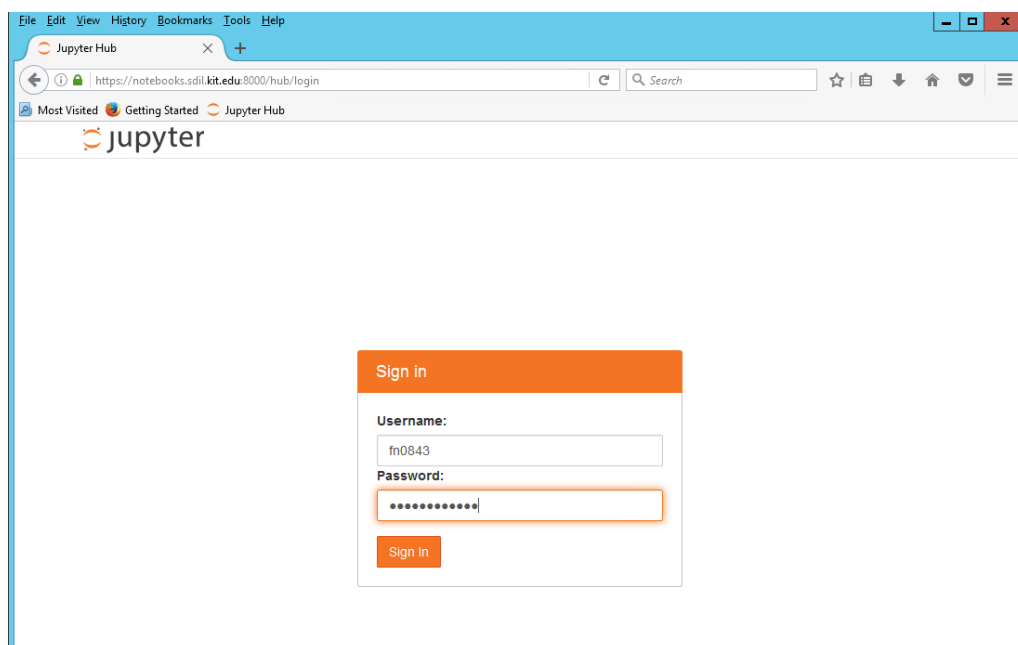 File Edit View History Bookmarks Tools Help
Jupyter Hub
https://notebooks.sdil.kit.edu:8000/hub/login Search
Most Visited Getting Started Jupyter Hub
jupyter
Sign in
Username:
fn0843
Password:
••••••••••••
Sign In